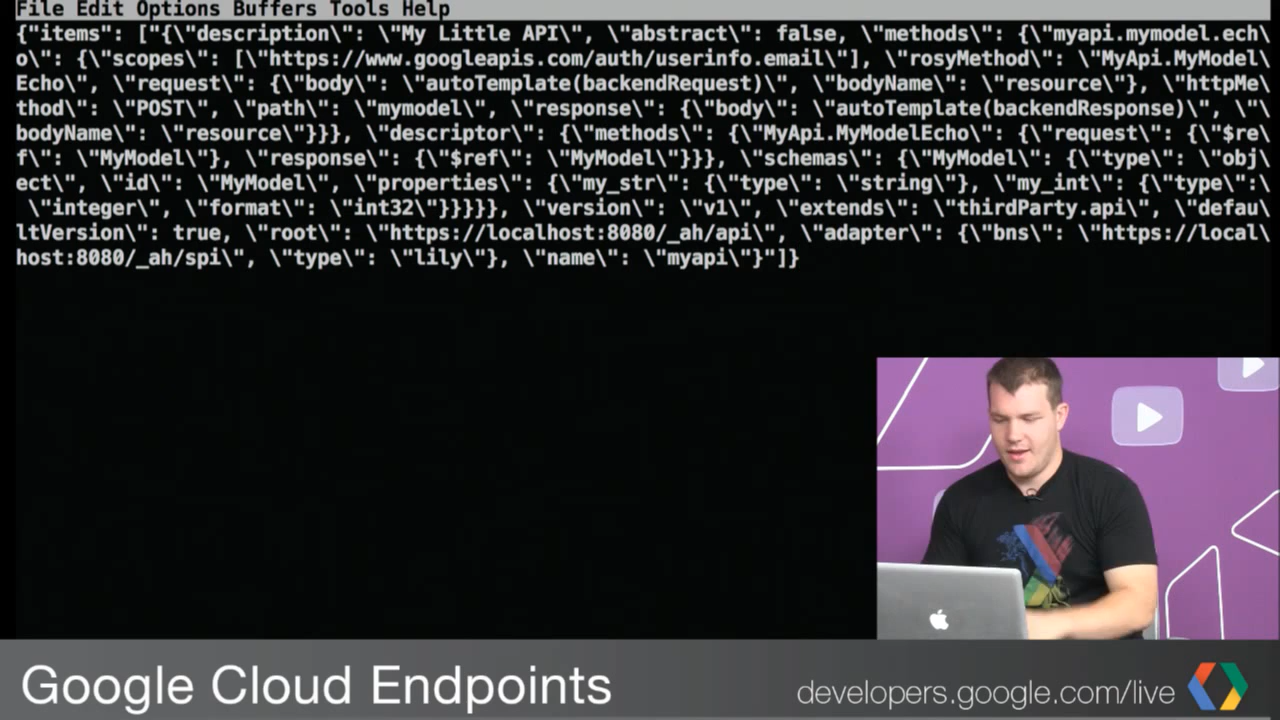 File Edit Options Buffers Tools Help
{"items": ["{\"description\": \"My Little API\", \"abstract\": false, \"methods\": {\"myapi.mymodel.ech\
o\": {\"scopes\": [\"https://www.googleapis.com/auth/userinfo.email\"], \"rosyMethod\": \"MyApi.MyModel\
Echo\", \"request\": {\"body\": \"autoTemplate(backendRequest)\", \"bodyName\": \"resource\"}, \"httpMe\
thod\": \"POST\", \"path\": \"mymodel\", \"response\": {\"body\": \"autoTemplate(backendResponse)\", \"\
bodyName\": \"resource\"}}}, \"descriptor\": {\"methods\": {\"MyApi.MyModelEcho\": {\"request\": {\"$re\
f\": \"MyModel\"}, \"response\": {\"$ref\": \"MyModel\"}}}, \"schemas\": {\"MyModel\": {\"type\": \"obj\
ect\", \"id\": \"MyModel\", \"properties\": {\"my_str\": {\"type\": \"string\"}, \"my_int\": {\"type\":\
 \"integer\", \"format\": \"int32\"}}}}}, \"version\": \"v1\", \"extends\": \"thirdParty.api\", \"defau\
ltVersion\": true, \"root\": \"https://localhost:8080/_ah/api\", \"adapter\": {\"bns\": \"https://local\
host:8080/_ah/spi\", \"type\": \"lily\"}, \"name\": \"myapi\"}"]}
Google Cloud Endpoints
developers.google.com/live